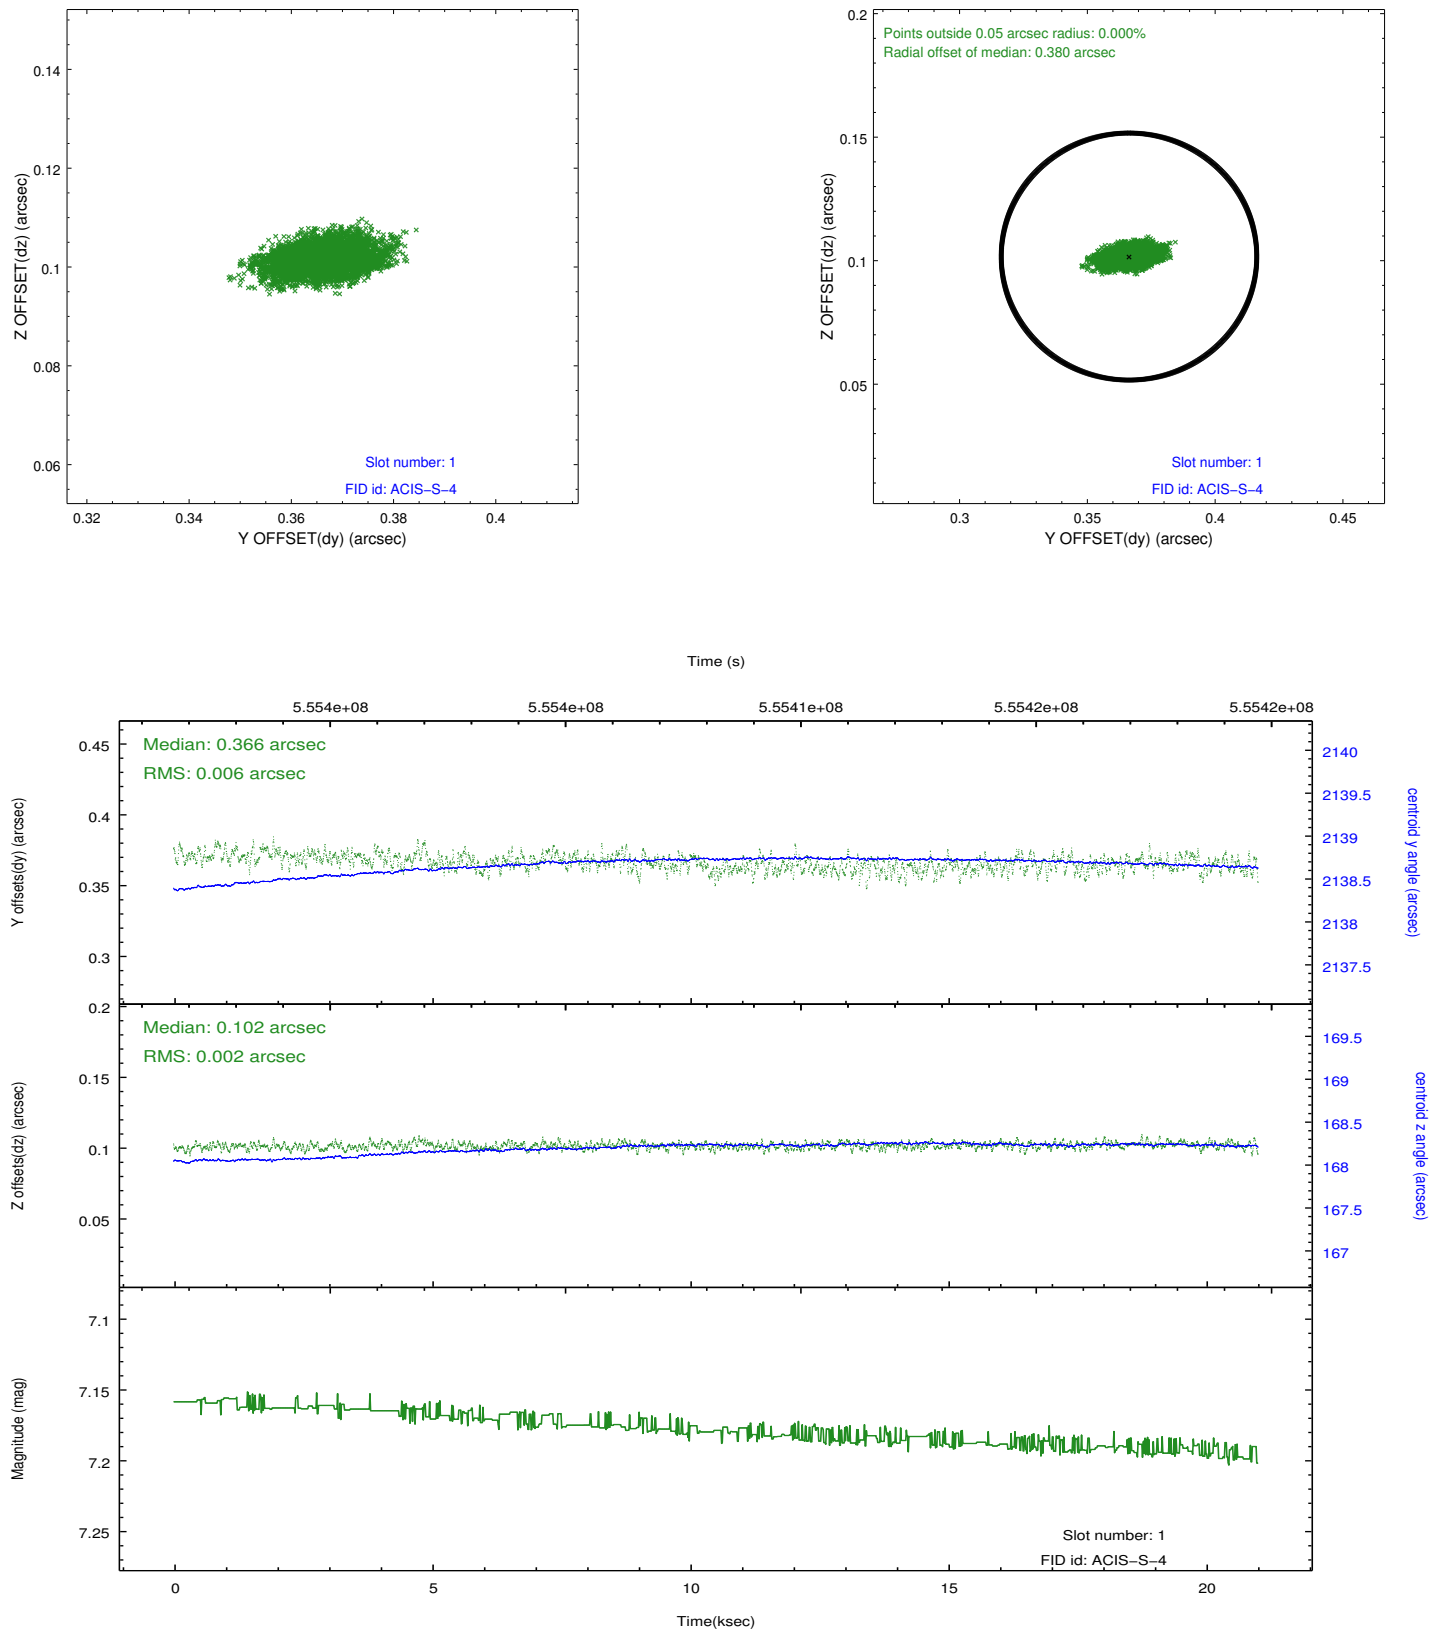 0.14
0.12
0.1
0.08
0.06
0.32
0.34
0.36
0.38
0.4
Z OFFSET(dz) (arcsec)
Y OFFSET(dy) (arcsec)
Slot number: 1
FID id: ACIS−S−4
Points outside 0.05 arcsec radius: 0.000%
Radial offset of median: 0.380 arcsec
0.2
0.15
0.1
0.05
0.3
0.35
0.4
0.45
Z OFFSET(dz) (arcsec)
Y OFFSET(dy) (arcsec)
Slot number: 1
FID id: ACIS−S−4
Time (s)
5.554e+08
5.554e+08
5.5541e+08
5.5542e+08
5.5542e+08
Median: 0.366 arcsec
RMS: 0.006 arcsec
0.45
0.4
0.35
0.3
Y offsets(dy) (arcsec)
2140
2139.5
2139
2138.5
2138
2137.5
centroid y angle (arcsec)
Median: 0.102 arcsec
RMS: 0.002 arcsec
0.2
0.15
0.1
0.05
Z offsets(dz) (arcsec)
169.5
169
168.5
168
167.5
167
centroid z angle (arcsec)
7.1
7.15
7.2
7.25
Magnitude (mag)
Slot number: 1
FID id: ACIS−S−4
0
5
10
15
20
Time(ksec)